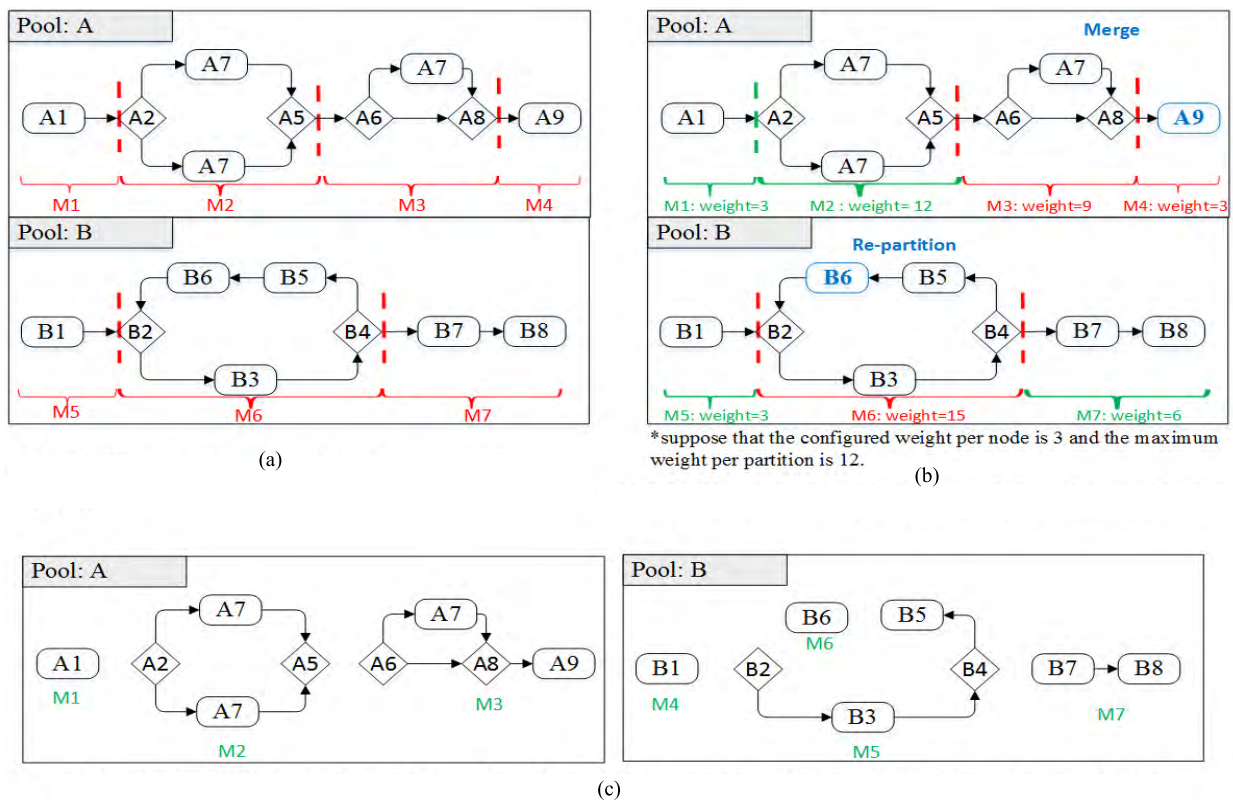 Pool: A
A7
A7
A1
A2
A5
A6
A8
A9
A7
M1
M2
M3
M4
Pool: B
B6
B5
B1
B2
B4
B7
B8
B3
M5
M6
M7
(a)
Pool: A
Merge
A7
A7
A1
A2
A5
A6
A8
A9
A7
M1: weight=3
M2 : weight= 12
M3: weight=9
M4: weight=3
Pool: B
Re-partition
B6
B5
B1
B2
B4
B7
B8
B3
M5: weight=3
M6: weight=15
M7: weight=6
*suppose that the configured weight per node is 3 and the maximum
weight per partition is 12.
(b)
Pool: A
A7
A7
A1
A2
A5
A6
A8
A9
M1
M3
A7
M2
Pool: B
B6
B5
M6
B1
B2
B4
B7
B8
M4
B3
M7
M5
(c)